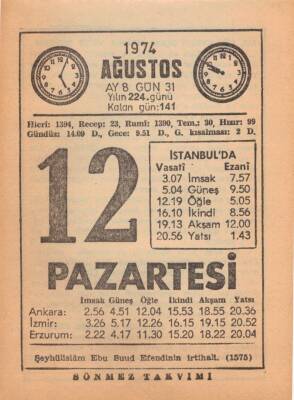 1974
AĞUSTOS
AY 8 GÜN 31
Yılın 224.günü
Kalan gün:141
Hicrî: 1394, Recep: 23, Rumî: 1390, Tem.: 30, Hızır: 99
Gündüz: 14.09 D., Gece: 9.51 D., G. kısalması: 2 D.
12
İSTANBUL'DA
Vasatî Ezanî
3.07 İmsak 7.57
5.04 Güneş 9.50
12.19 Öğle 5.05
16.10 İkindi 8.56
19.13 Akşam 12.00
20.56 Yatsı 1.43
PAZARTESİ
İmsak Güneş Öğle İkindi Akşam Yatsı
Ankara: 2.56 4.51 12.04 15.53 18.55 20.36
İzmir: 3.26 5.17 12.26 16.15 19.15 20.52
Erzurum: 2.22 4.17 11.30 15.20 18.22 20.04
Şeyhülislâm Ebu Suud Efendinin irtihali. (1575)
SÖNMEZ TAKVİMİ